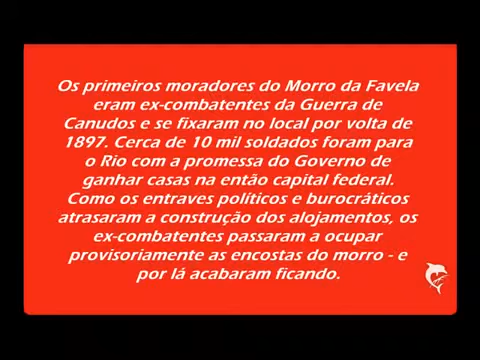 Os primeiros moradores do Morro da Favela
eram ex-combatentes da Guerra de
Canudos e se fixaram no local por volta de
1897. Cerca de 10 mil soldados foram para
o Rio com a promessa do Governo de
ganhar casas na então capital federal.
Como os entraves políticos e burocráticos
atrasaram a construção dos alojamentos, os
ex-combatentes passaram a ocupar
provisoriamente as encostas do morro - e
por lá acabaram ficando.